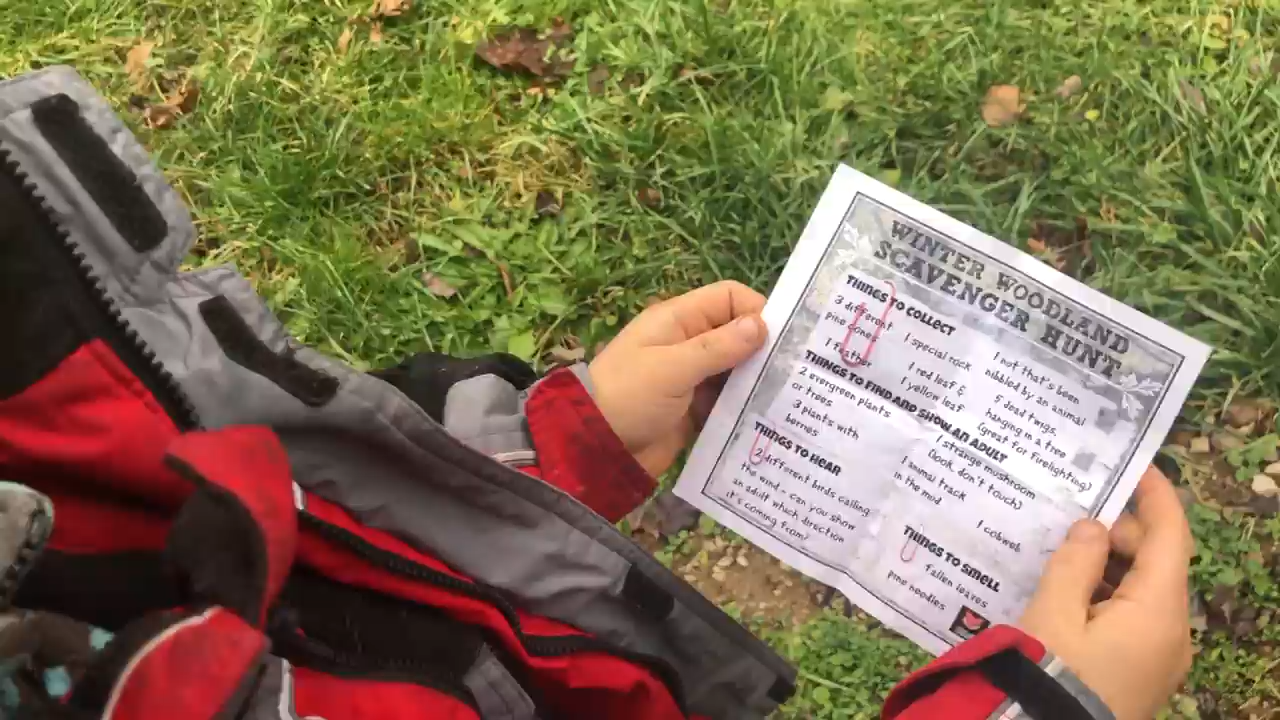 WINTER WOODLAND
SCAVENGER HUNT
THINGS TO COLLECT
3 different
pine cones
1 feather
1 special rock
1 red leaf &
1 yellow leaf
1 not that's been
nibbled by an animal
5 dead twigs,
hanging in a tree
(great for firelighting)
THINGS TO FIND AND SHOW AN ADULT
2 evergreen plants
or trees
3 plants with
berries
1 animal track
in the mud
1 strange mushroom
(look, don't touch)
1 cobweb
THINGS TO HEAR
2 different birds calling
the wind - can you show
an adult which direction
it's coming from?
THINGS TO SMELL
fallen leaves
pine needles